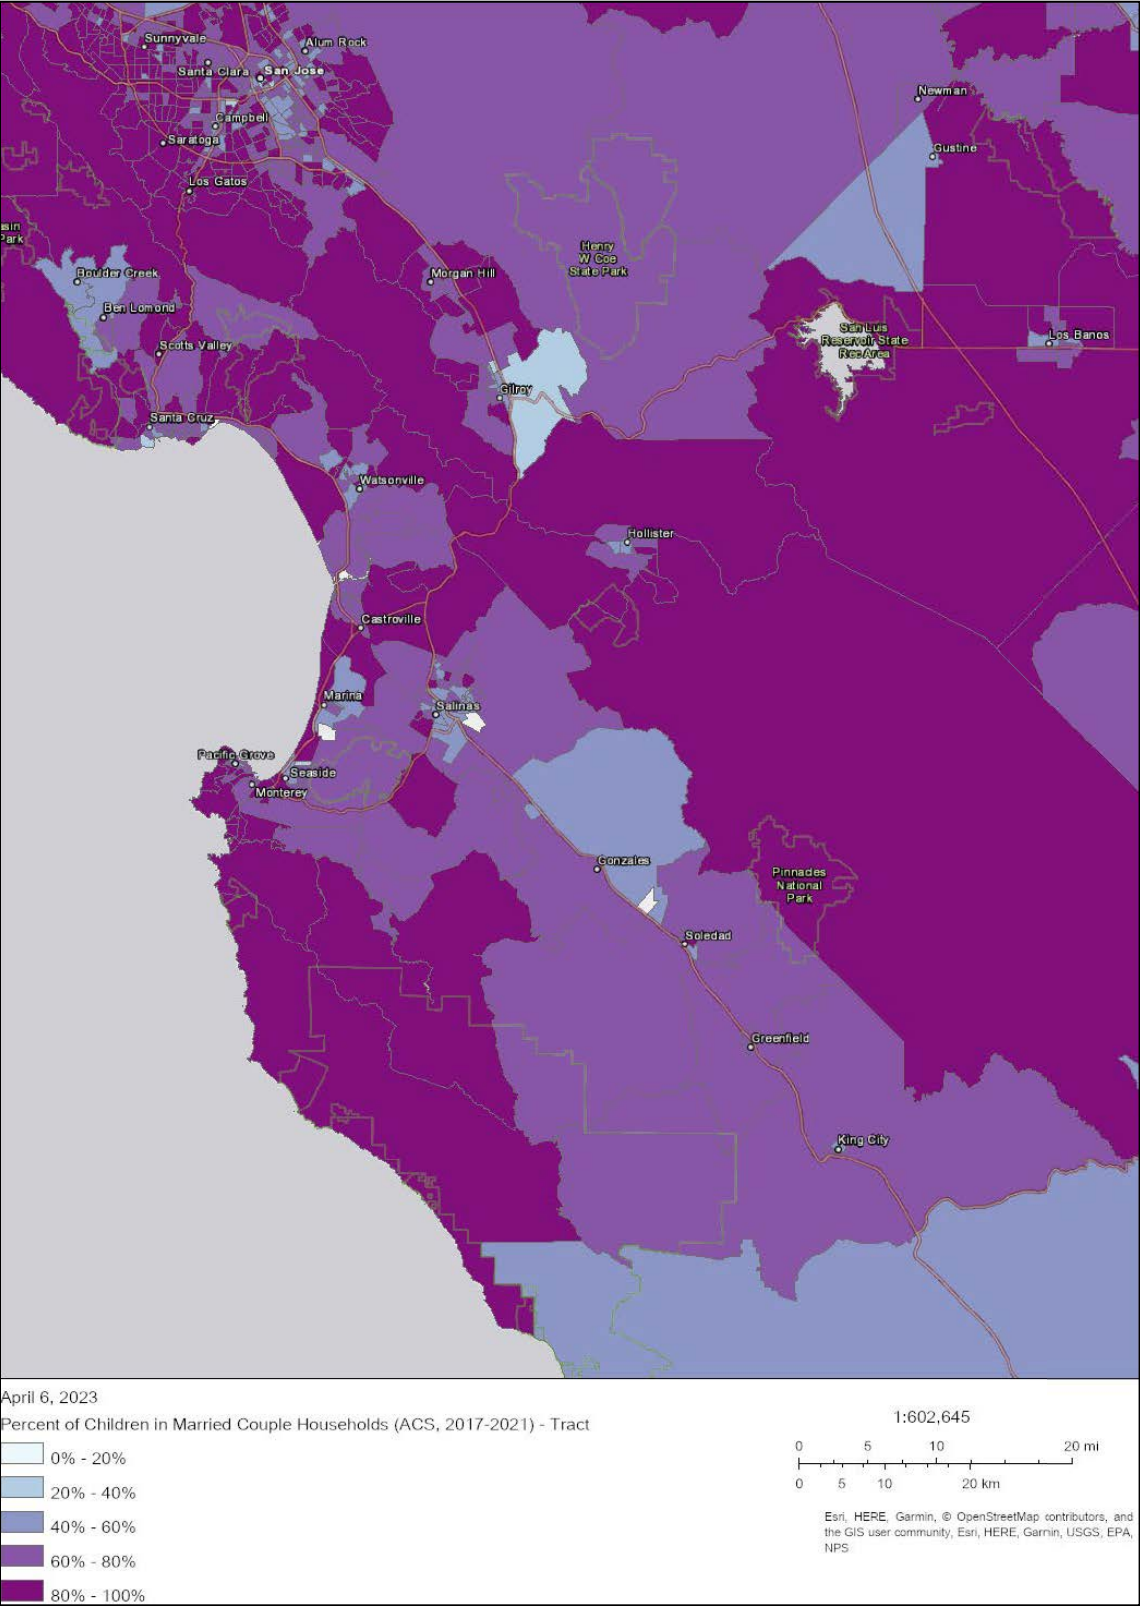 Sunnyvale
Alum Rock
Santa Clara
San Jose
Campbell
Saratoga
Los Gatos
Newman
Gustine
asin
Park
Henry
W Coe
State Park
Boulder Creek
Morgan Hill
Ben Lomond
Scotts Valley
San Luis
Reservoir State
Rec Area
Los Banos
Gilroy
Santa Cruz
Watsonville
Hollister
Castroville
Marina
Salinas
Pacific Grove
Seaside
Monterey
Gonzales
Pinnacles
National
Park
Soledad
Greenfield
King City
April 6, 2023
Percent of Children in Married Couple Households (ACS, 2017-2021) - Tract
0% - 20%
20% - 40%
40% - 60%
60% - 80%
80% - 100%
1:602,645
0 5 10 20 mi
0 5 10 20 km
Esri, HERE, Garmin, © OpenStreetMap contributors, and
the GIS user community, Esri, HERE, Garmin, USGS, EPA,
NPS